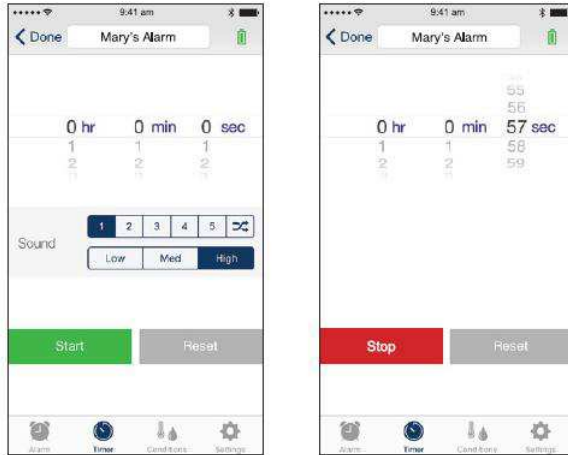 9:41 am
Done Mary's Alarm
0 hr 0 min 0 sec
1 1 1
2 2 2
Sound
1 2 3 4 5
Low Med High
Start Reset
Alarm Timer Conditions Settings
9:41 am
Done Mary's Alarm
55
56
0 hr 0 min 57 sec
1 1 58
2 2 59
Stop Reset
Alarm Timer Conditions Settings